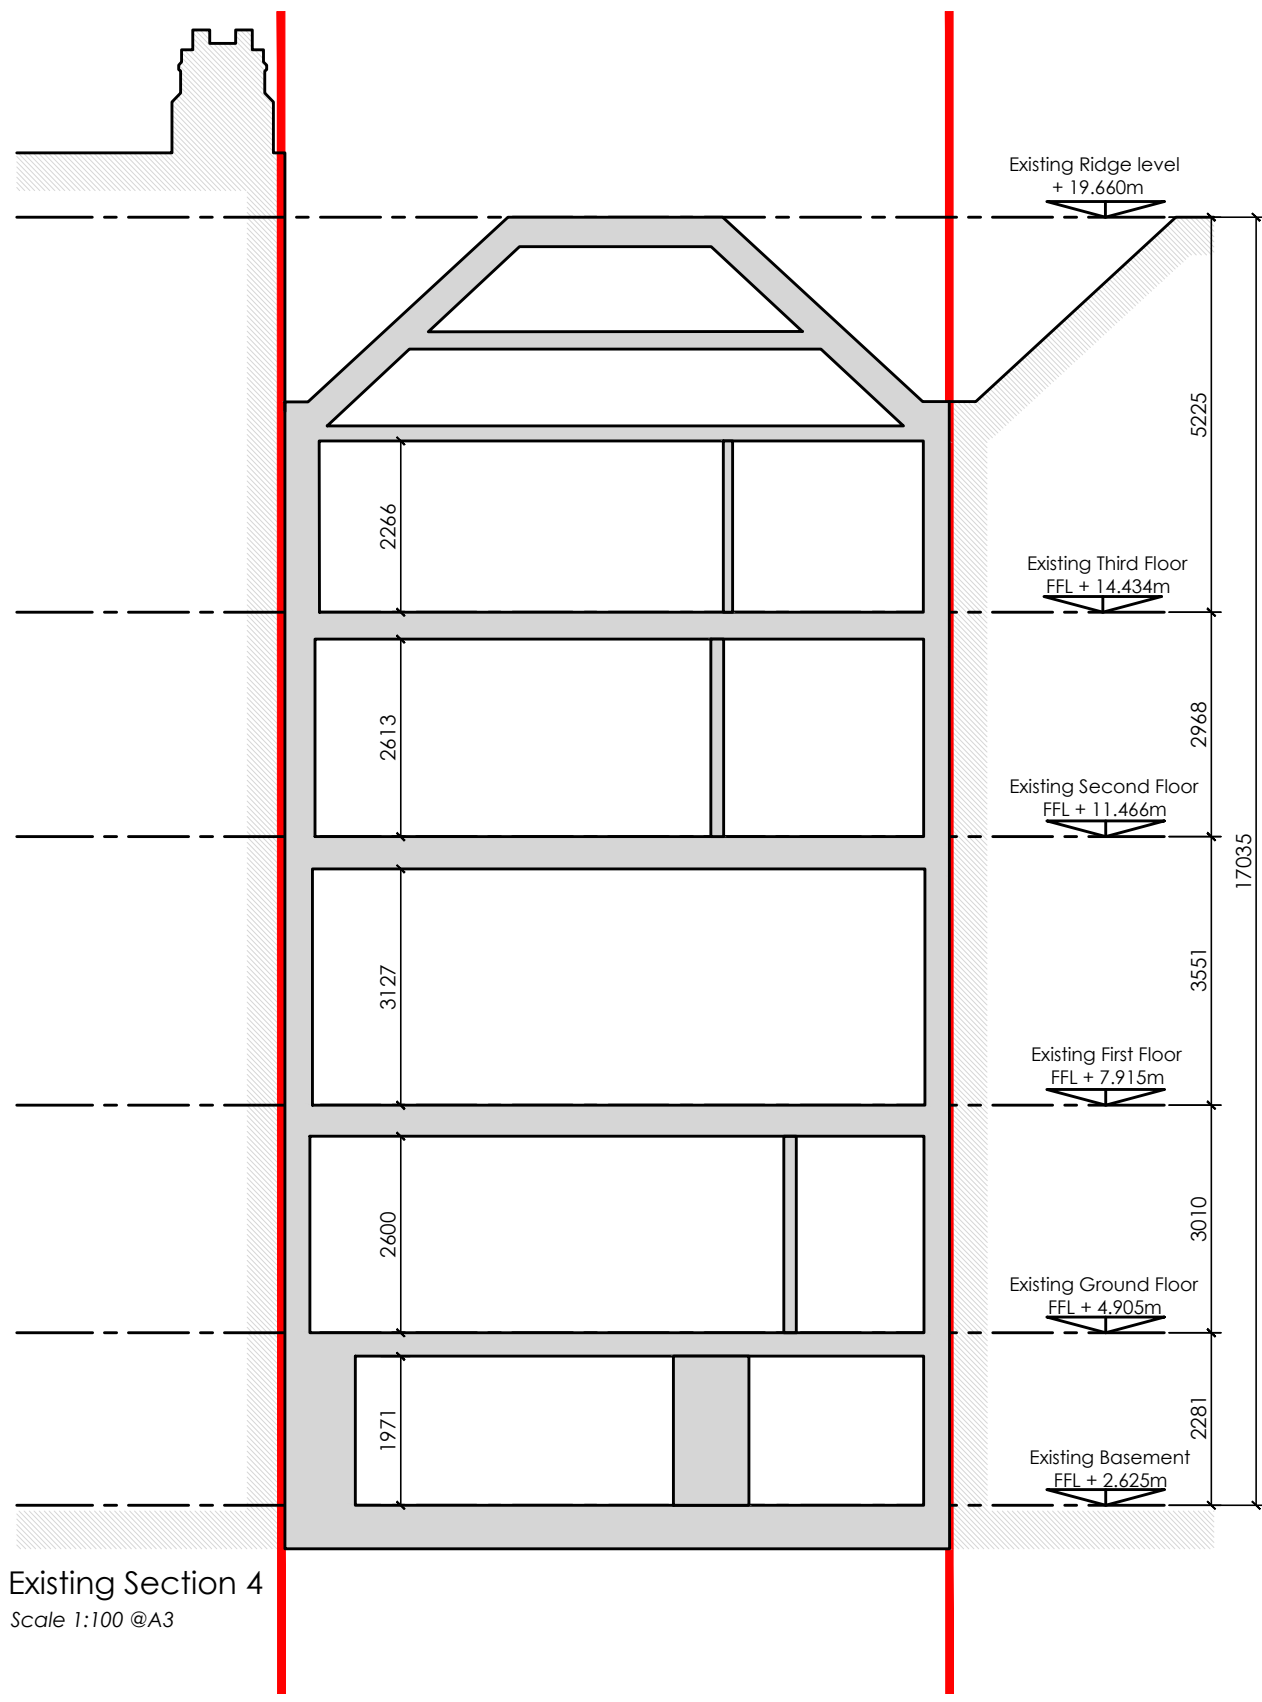 Existing Ridge level
+ 19.660m
5225
2266
Existing Third Floor
FFL + 14.434m
2613
2968
Existing Second Floor
FFL + 11.466m
17035
3127
3551
Existing First Floor
FFL + 7.915m
2600
3010
Existing Ground Floor
FFL + 4.905m
1971
2281
Existing Basement
FFL + 2.625m
Existing Section 4
Scale 1:100 @A3